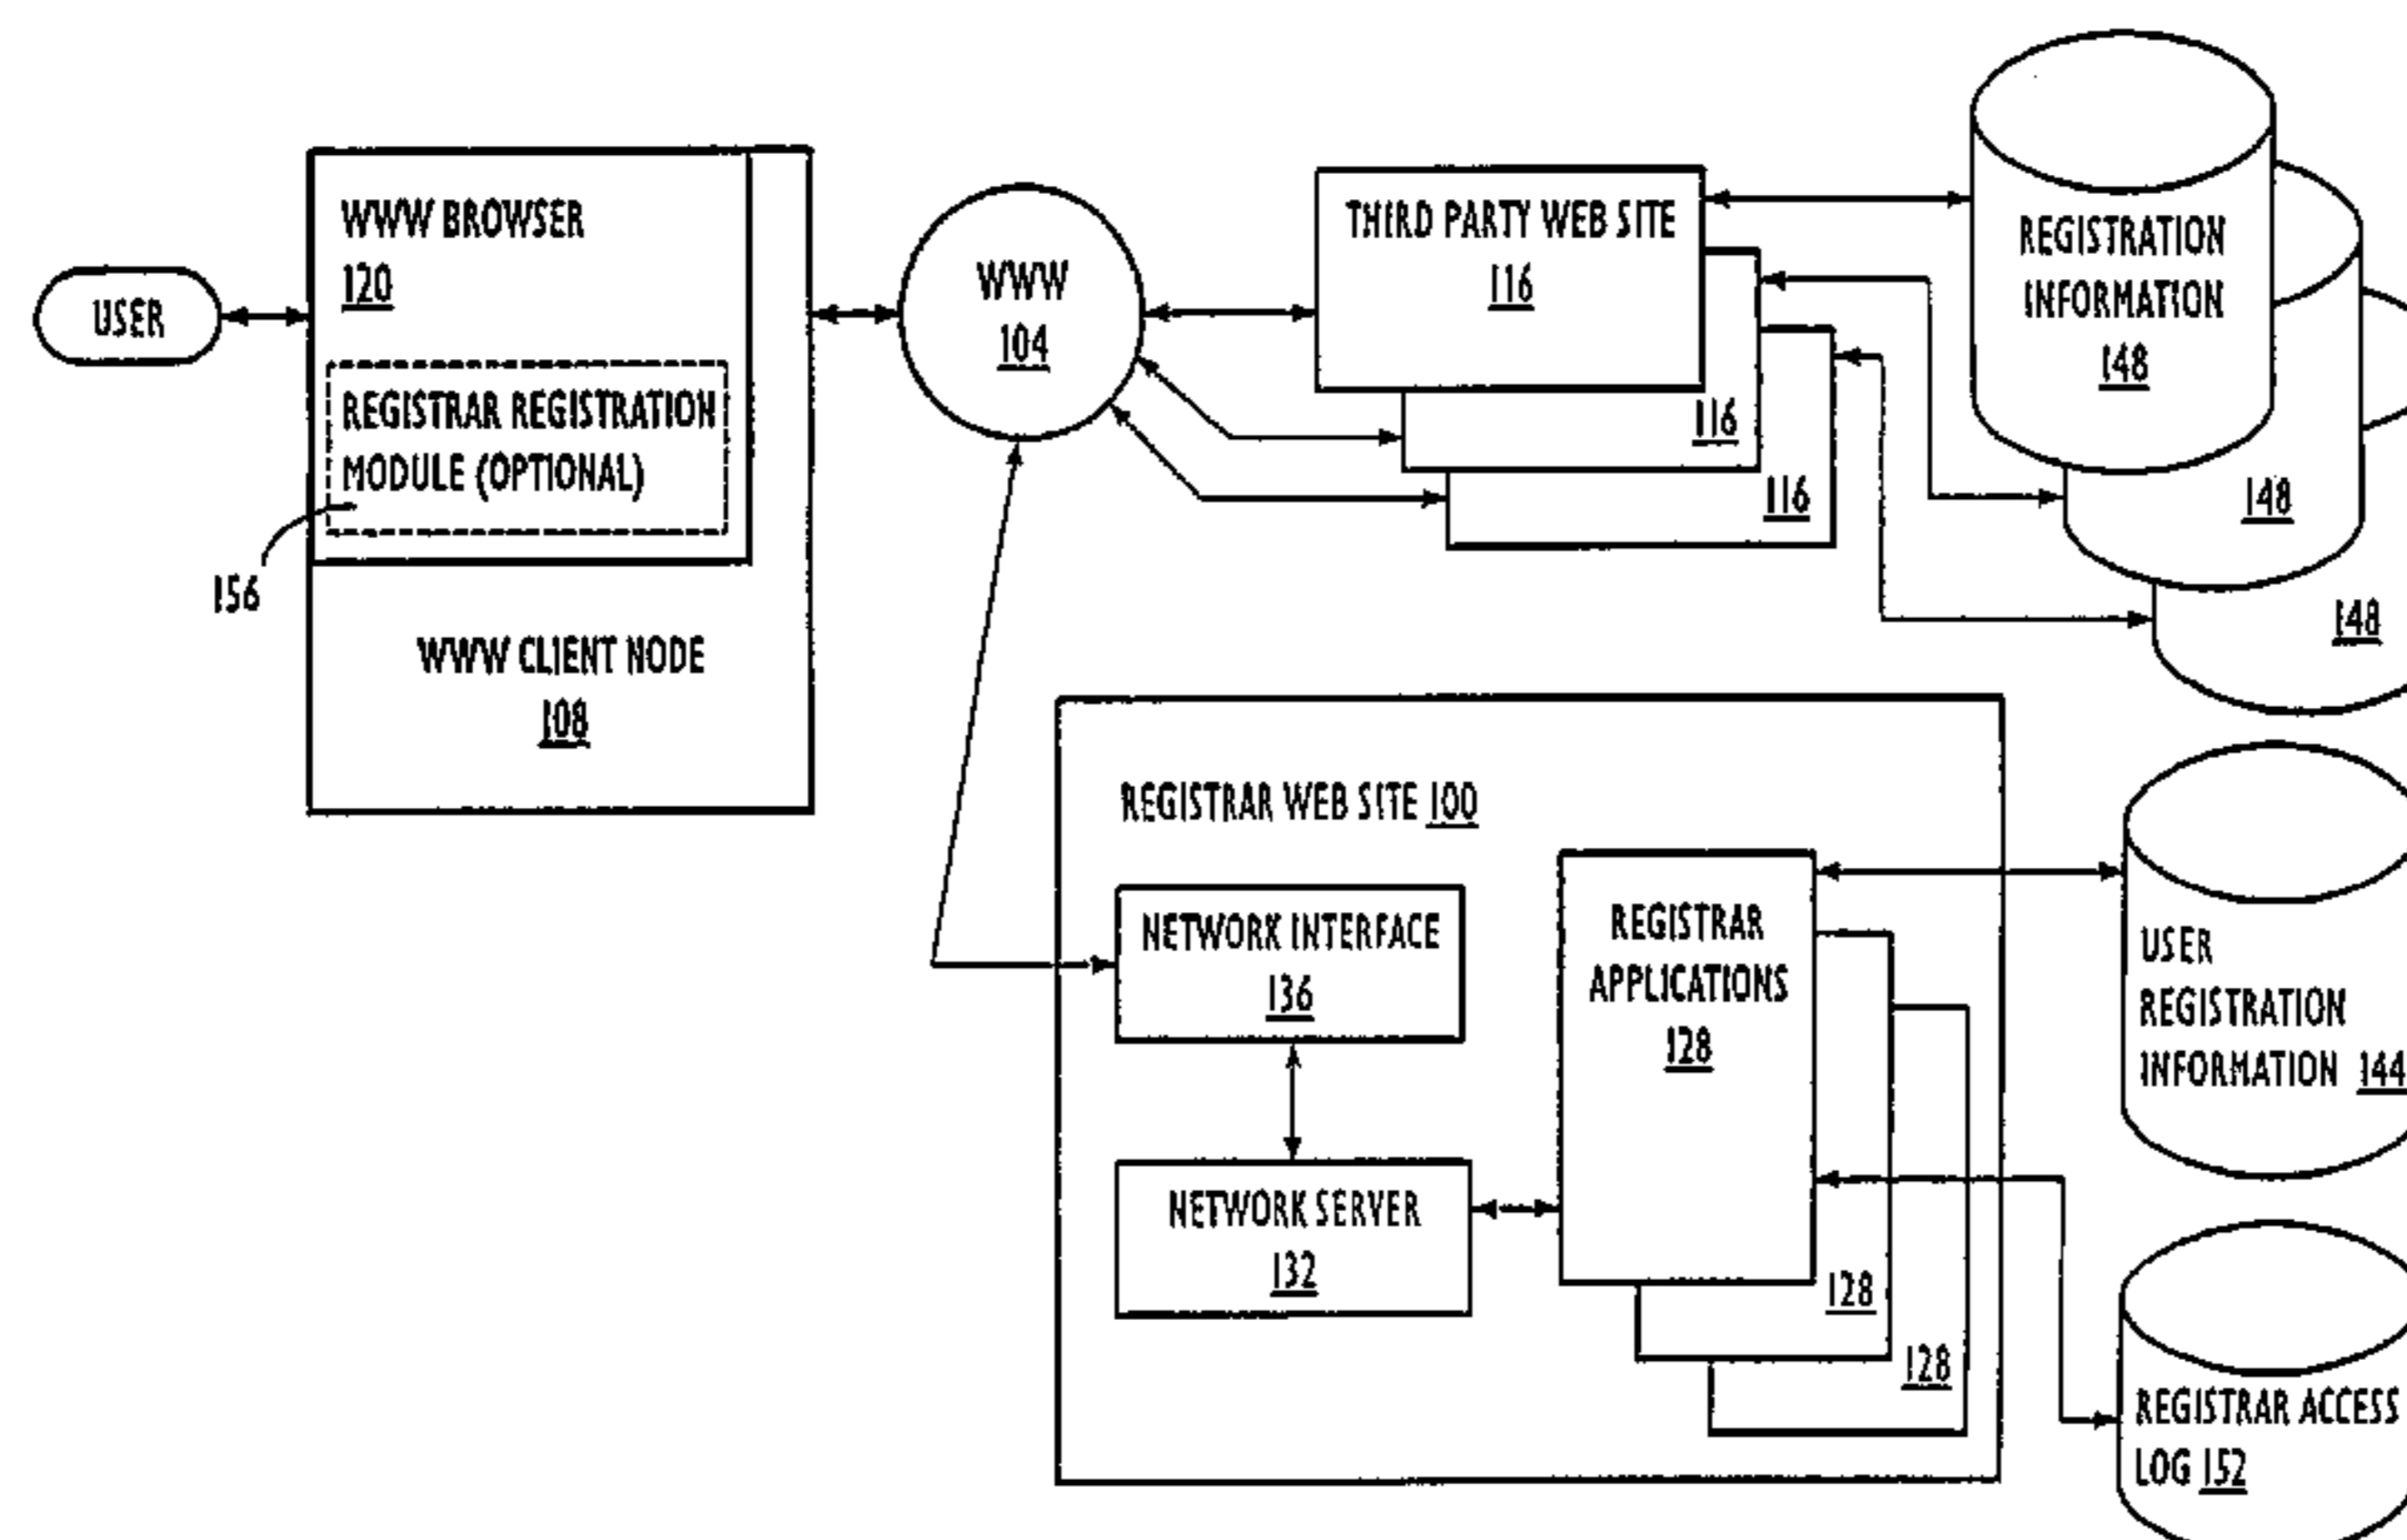 USER
WWW BROWSER
120
REGISTRAR REGISTRATION
MODULE (OPTIONAL)
156
WWW CLIENT NODE
108
WWW
104
THIRD PARTY WEB SITE
116
116
116
REGISTRATION
INFORMATION
148
148
148
REGISTRAR WEB SITE 100
NETWORK INTERFACE
136
NETWORK SERVER
132
REGISTRAR
APPLICATIONS
128
128
128
USER
REGISTRATION
INFORMATION 144
REGISTRAR ACCESS
LOG 152